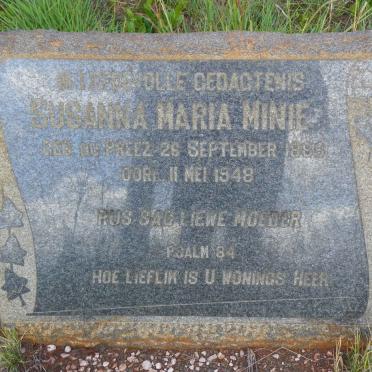 IN LIEFDEVOLLE GEDAGTENIS
SUSANNA MARIA MINIE
GEB DU PREEZ 26 SEPTEMBER
OORL 11 MEI 1948
RUS SAG LIEWE MOEDER
PSALM 84
HOE LIEFLIK IS U WONINGS HEER